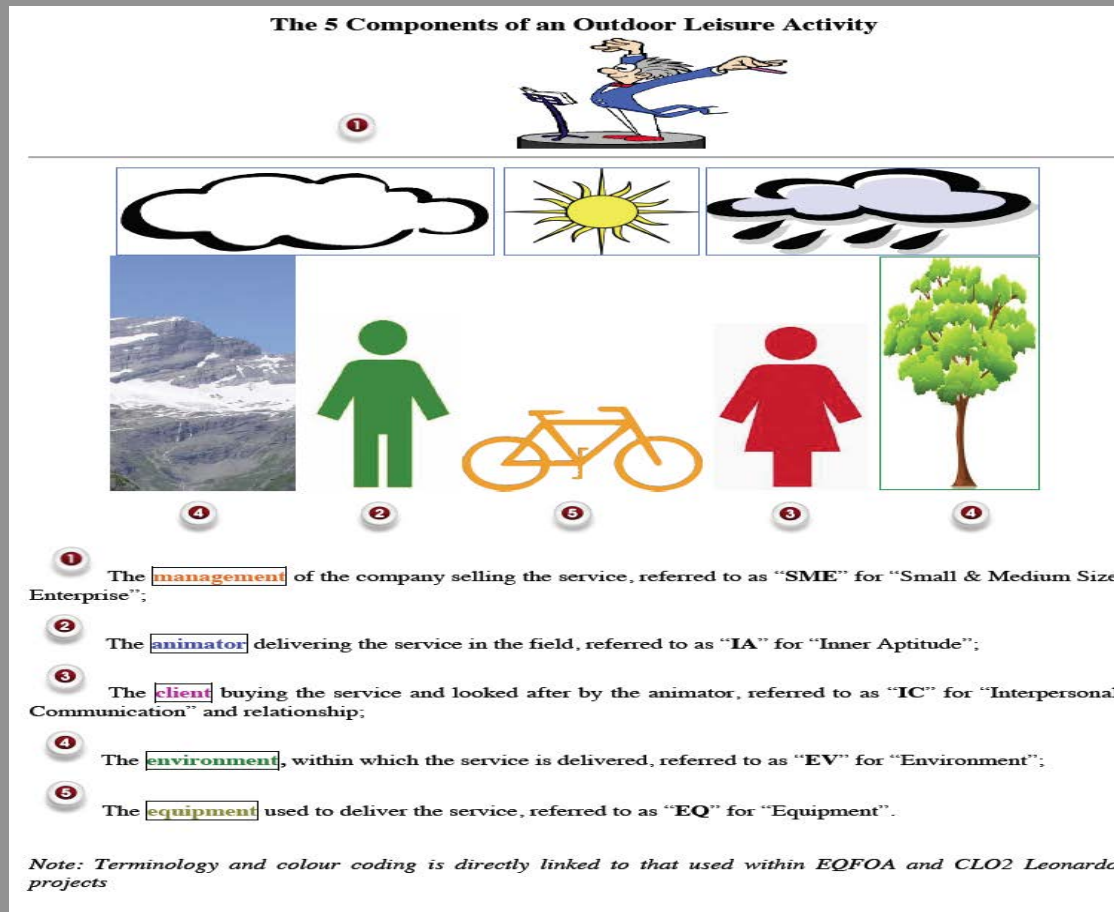 The 5 Components of an Outdoor Leisure Activity
1
4
2
5
3
4
1 The management of the company selling the service, referred to as “SME” for “Small & Medium Size
Enterprise”;
2 The animator delivering the service in the field, referred to as “IA” for “Inner Aptitude”;
3 The client buying the service and looked after by the animator, referred to as “IC” for “Interpersonal
Communication” and relationship;
4 The environment, within which the service is delivered, referred to as “EV” for “Environment”;
5 The equipment used to deliver the service, referred to as “EQ” for “Equipment”.
Note: Terminology and colour coding is directly linked to that used within EQFOA and CLO2 Leonardo
projects